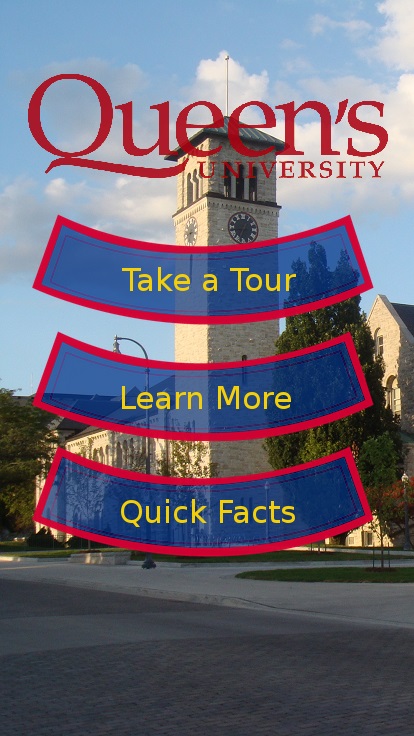 Queen's
UNIVERSITY
Take a Tour
Learn More
Quick Facts